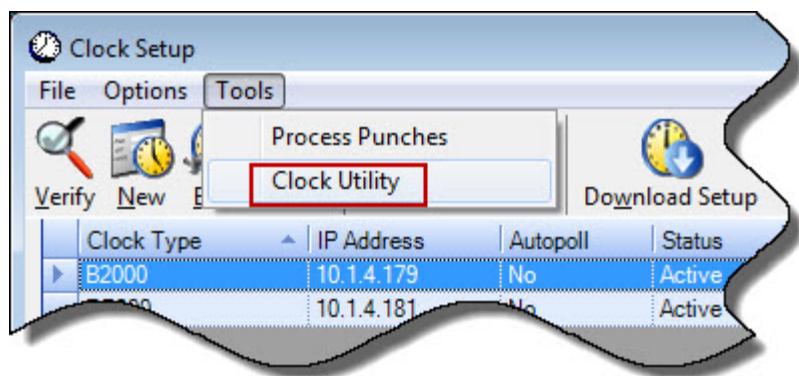 Clock Setup
File Options Tools
Process Punches
Clock Utility
Verify New Download Setup
Clock Type IP Address Autopoll Status
B2000 10.1.4.179 No Active
10.1.4.181 No Active